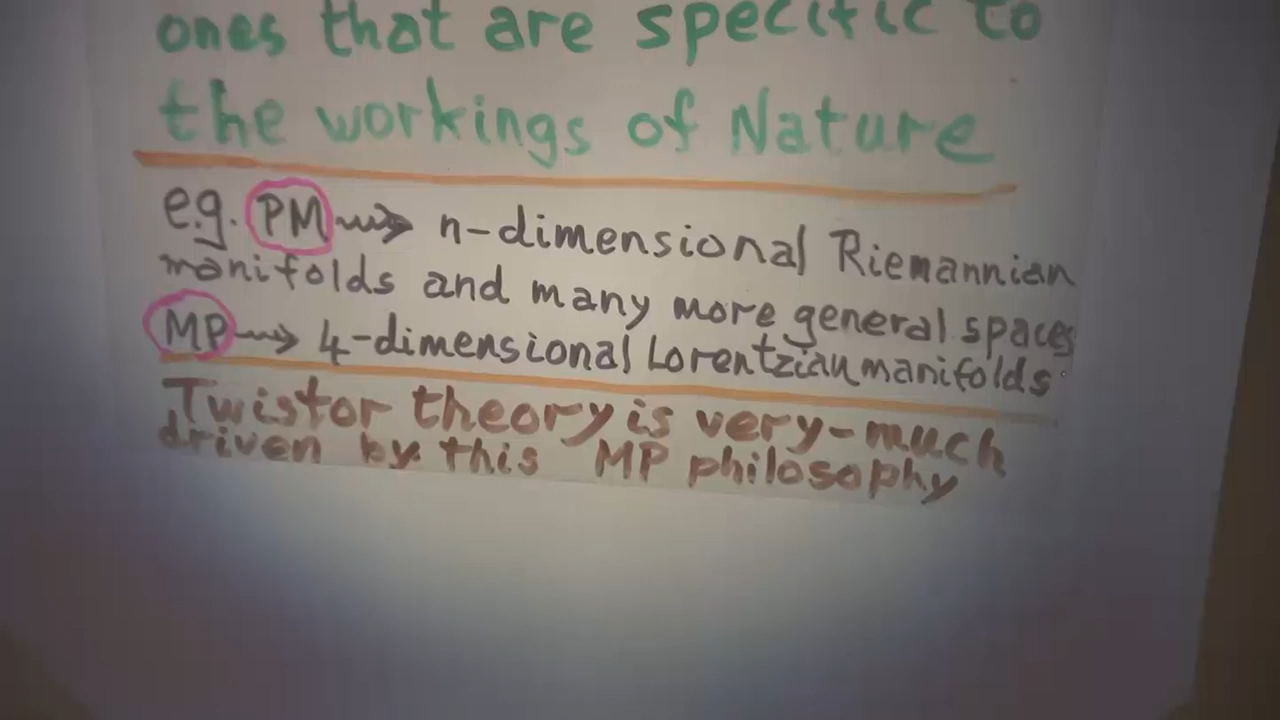 ones that are specific to
the workings of Nature
e.g. PM ⇝ n-dimensional Riemannian
manifolds and many more general spaces
MP ⇝ 4-dimensional Lorentzian manifolds.
Twistor theory is very-much
driven by this MP philosophy